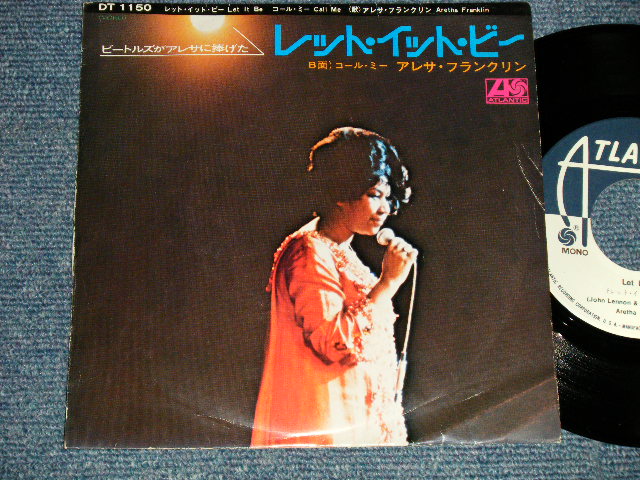 DT 1150 レット・イット・ビー Let It Be コール・ミー Call Me (歌)アレサ・フランクリン Aretha Franklin
ビートルズがアレサに捧げた
レット・イット・ビー
B面) コール・ミー アレサ・フランクリン
ATLANTIC
ATLA
MONO
Let
レット・イ
(John Lennon &
Aretha